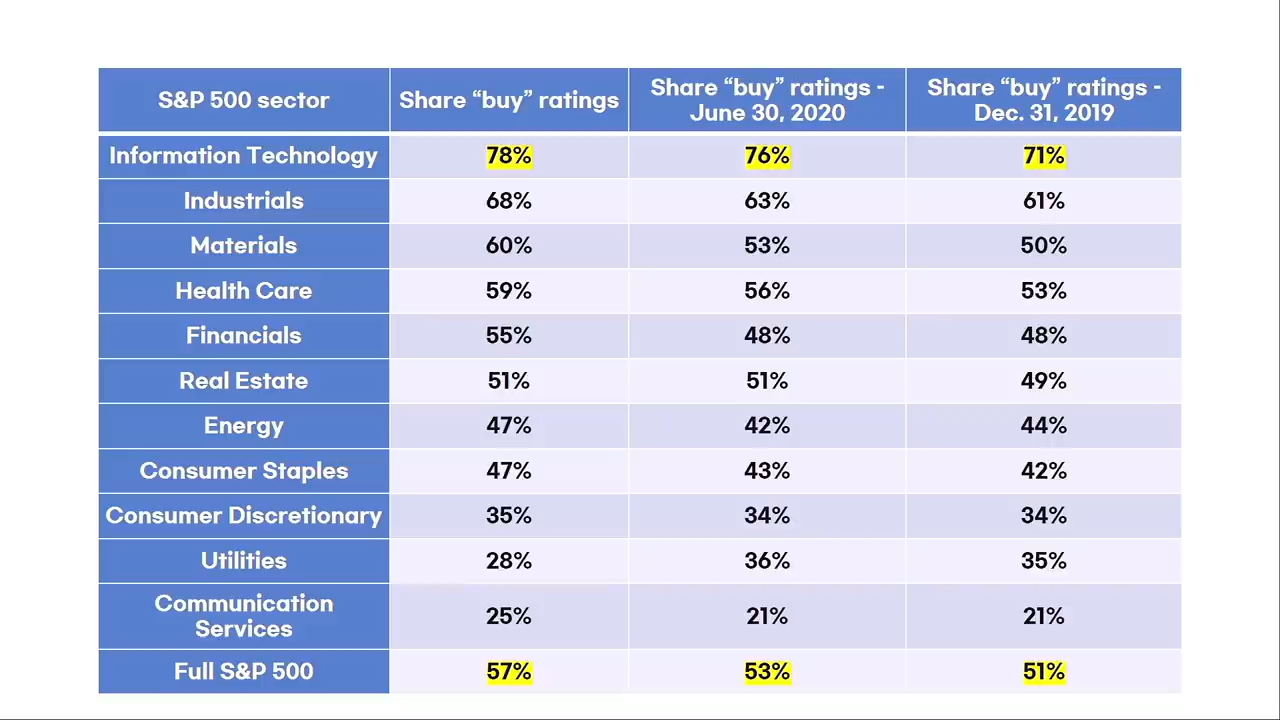 S&P 500 sector Share “buy” ratings Share “buy” ratings - Share “buy” ratings -
June 30, 2020 Dec. 31, 2019
Information Technology 78% 76% 71%
Industrials 68% 63% 61%
Materials 60% 53% 50%
Health Care 59% 56% 53%
Financials 55% 48% 48%
Real Estate 51% 51% 49%
Energy 47% 42% 44%
Consumer Staples 47% 43% 42%
Consumer Discretionary 35% 34% 34%
Utilities 28% 36% 35%
Communication
Services 25% 21% 21%
Full S&P 500 57% 53% 51%